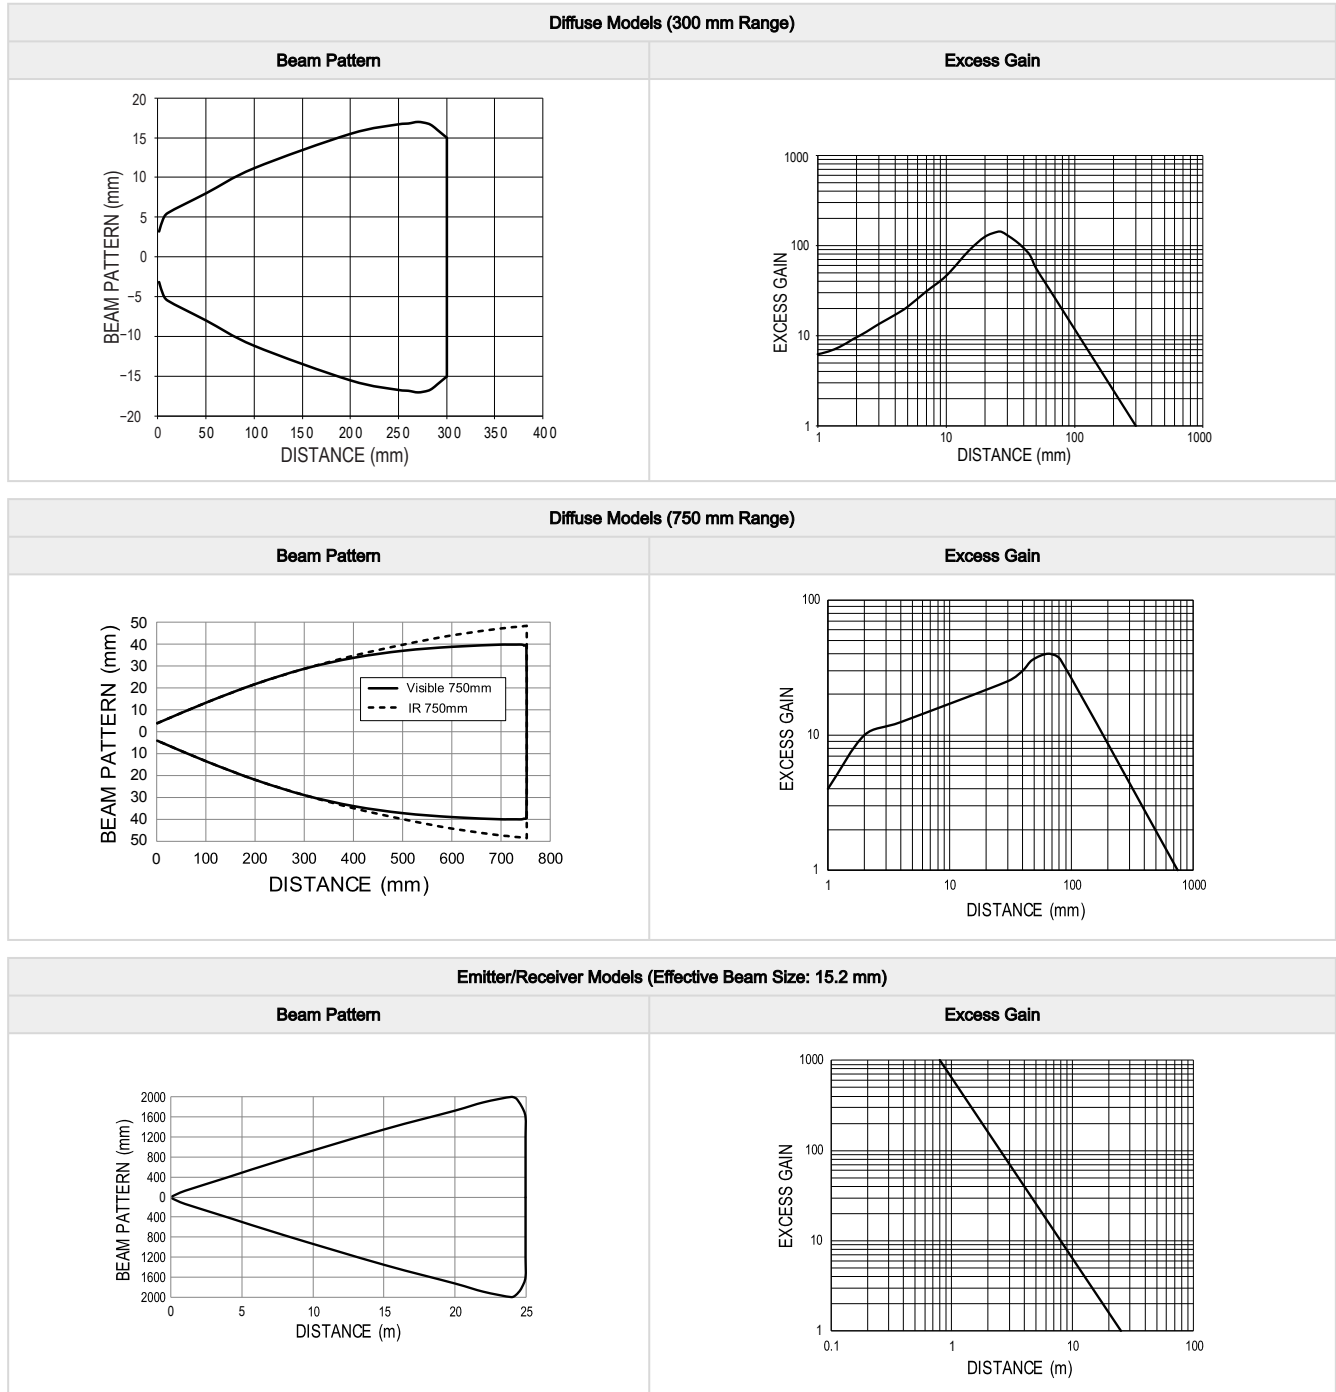 Diffuse Models (300 mm Range)
Beam Pattern
Excess Gain
20
15
10
5
0
−5
−10
−15
−20
BEAM PATTERN (mm)
0 50 100 150 200 250 300 350 400
DISTANCE (mm)
1000
100
10
1
EXCESS GAIN
1 10 100 1000
DISTANCE (mm)
Diffuse Models (750 mm Range)
Beam Pattern
Excess Gain
50
40
30
20
10
0
10
20
30
40
50
BEAM PATTERN (mm)
Visible 750mm
IR 750mm
0 100 200 300 400 500 600 700 800
DISTANCE (mm)
100
10
1
EXCESS GAIN
1 10 100 1000
DISTANCE (mm)
Emitter/Receiver Models (Effective Beam Size: 15.2 mm)
Beam Pattern
Excess Gain
2000
1600
1200
800
400
0
400
800
1200
1600
2000
BEAM PATTERN (mm)
0 5 10 15 20 25
DISTANCE (m)
1000
100
10
1
EXCESS GAIN
0.1 1 10 100
DISTANCE (m)